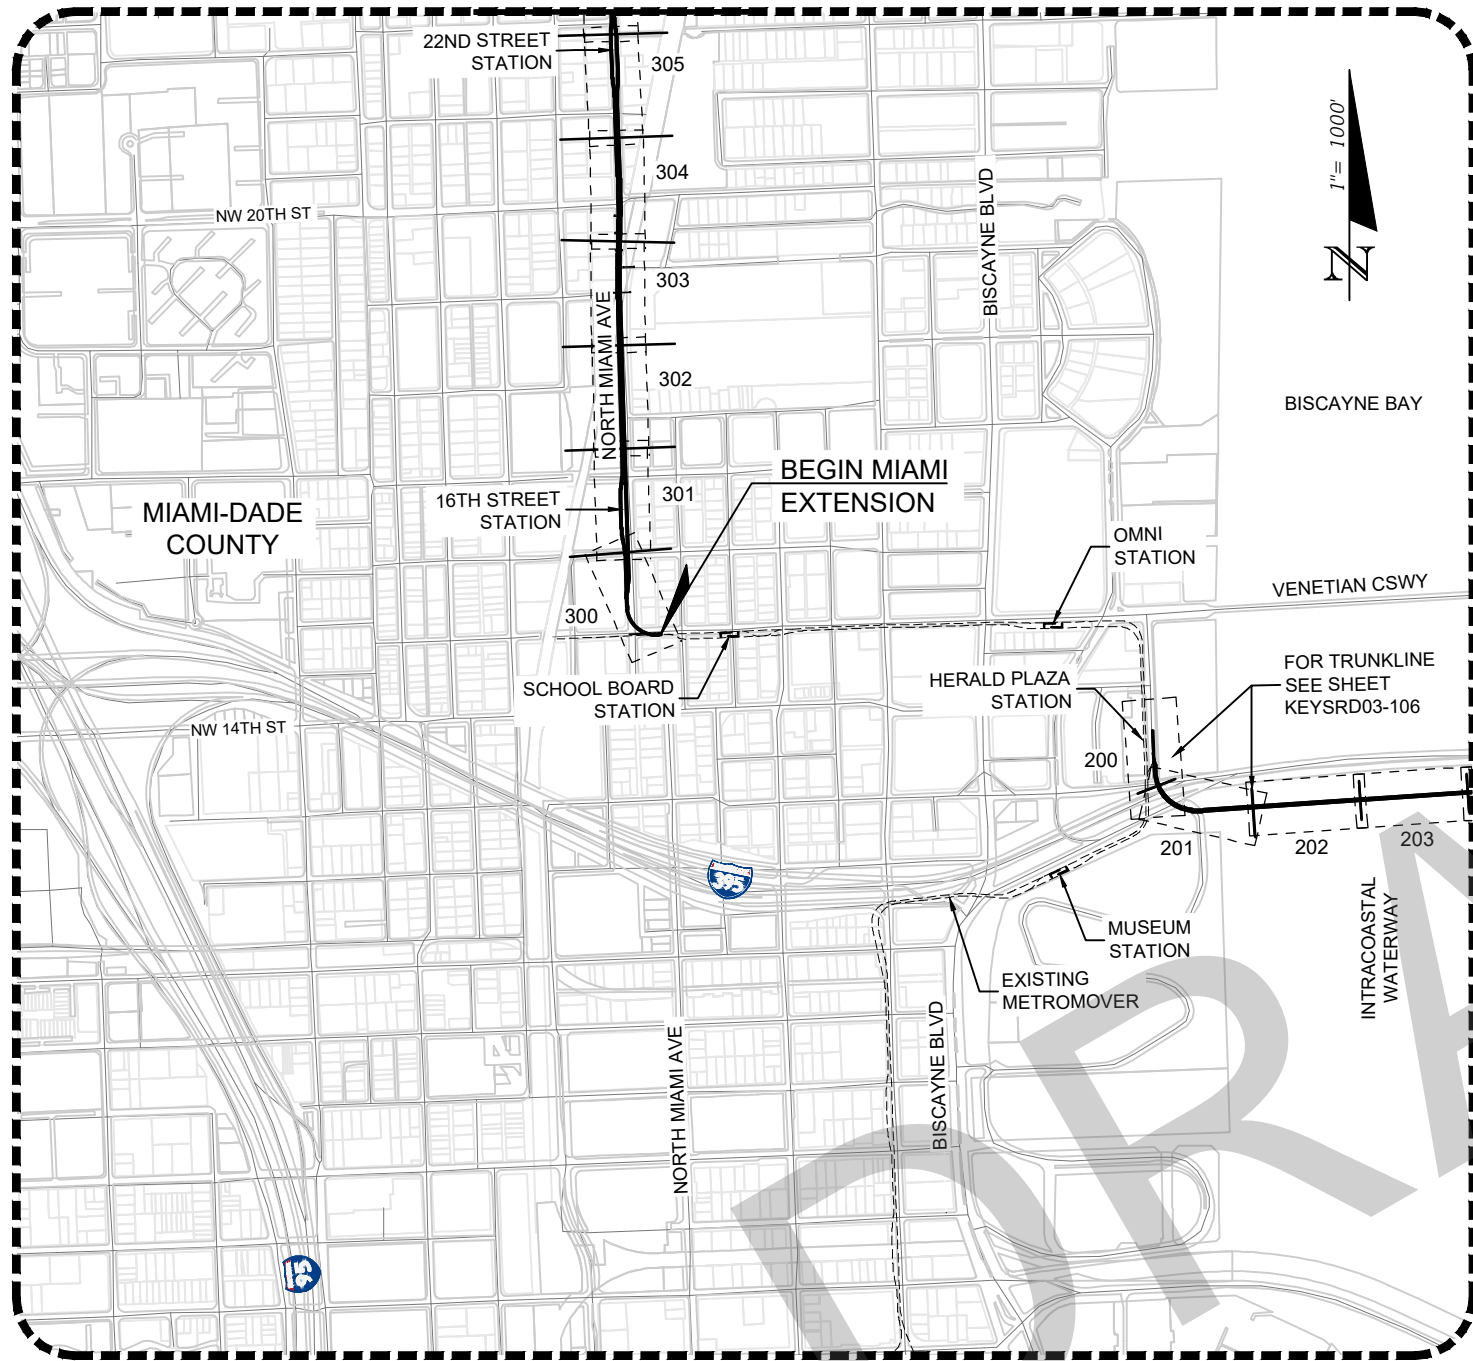 22ND STREET
STATION
305
304
NW 20TH ST
303
302
NORTH MIAMI AVE
BISCAYNE BLVD
1"= 1000'
N
BISCAYNE BAY
MIAMI-DADE
COUNTY
16TH STREET
STATION
301
BEGIN MIAMI
EXTENSION
OMNI
STATION
VENETIAN CSWY
300
SCHOOL BOARD
STATION
HERALD PLAZA
STATION
FOR TRUNKLINE
SEE SHEET
KEYSRD03-106
NW 14TH ST
200
201
202
203
395
MUSEUM
STATION
EXISTING
METROMOVER
INTRACOASTAL
WATERWAY
NORTH MIAMI AVE
BISCAYNE BLVD
95
DRA